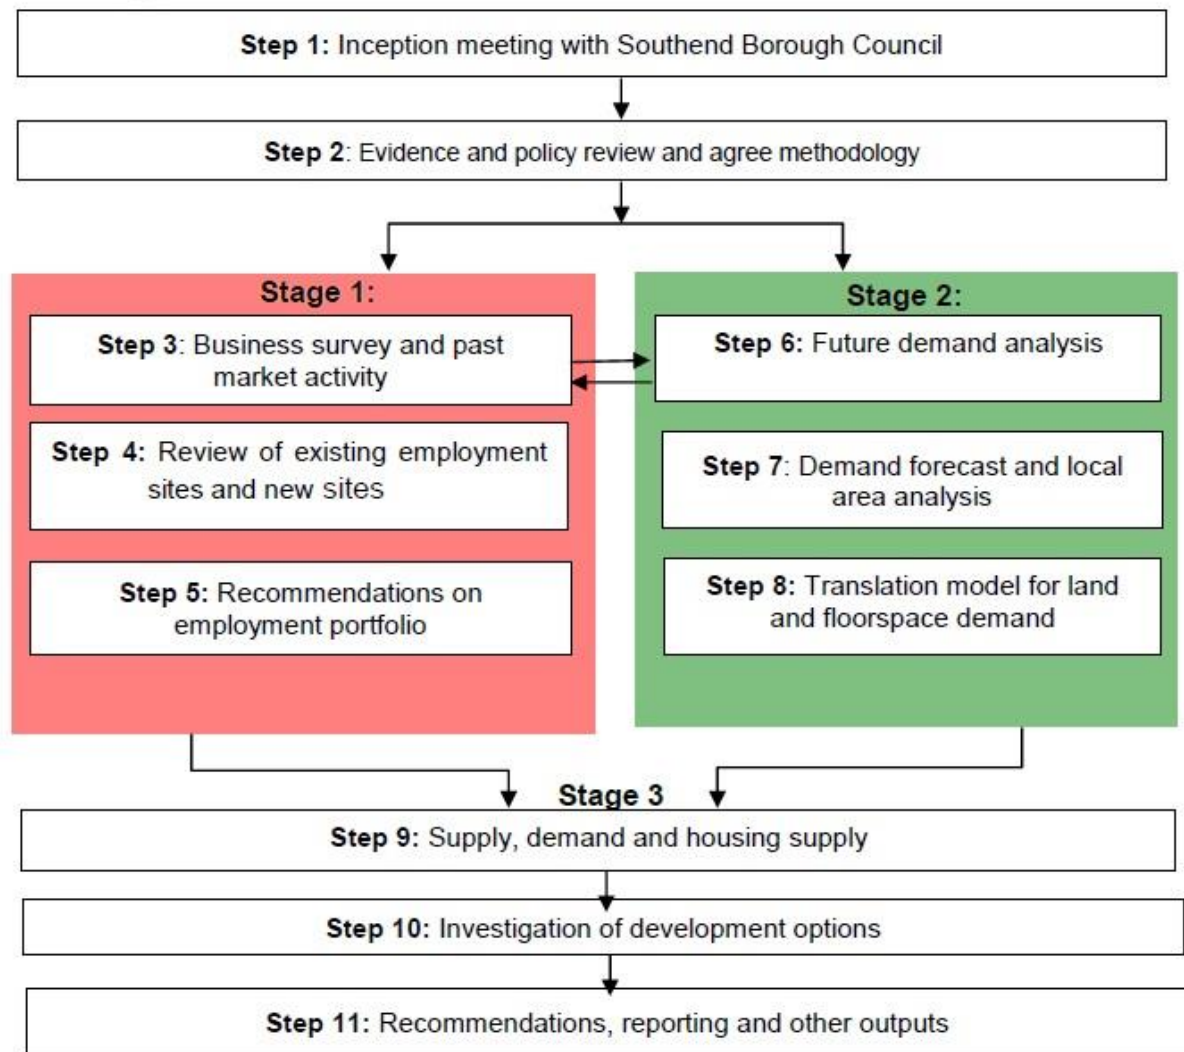 Step 1: Inception meeting with Southend Borough Council
Step 2: Evidence and policy review and agree methodology
Stage 1:
Step 3: Business survey and past
market activity
Step 4: Review of existing employment
sites and new sites
Step 5: Recommendations on
employment portfolio
Stage 2:
Step 6: Future demand analysis
Step 7: Demand forecast and local
area analysis
Step 8: Translation model for land
and floorspace demand
Stage 3
Step 9: Supply, demand and housing supply
Step 10: Investigation of development options
Step 11: Recommendations, reporting and other outputs